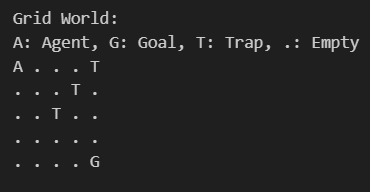 Grid World:
A: Agent, G: Goal, T: Trap, .: Empty
A . . . T
. . . T .
. . T . .
. . . . .
. . . . G